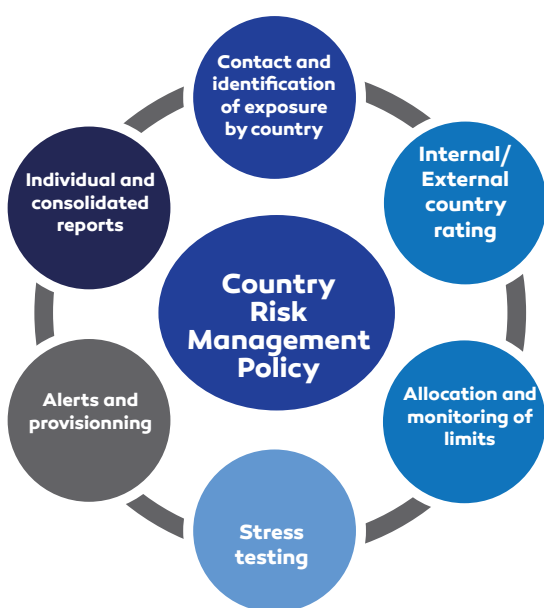 Contact and
identification
of exposure
by country
Internal/
External
country
rating
Individual and
consolidated
reports
Country
Risk
Management
Policy
Allocation and
monitoring of
limits
Alerts and
provisionning
Stress
testing